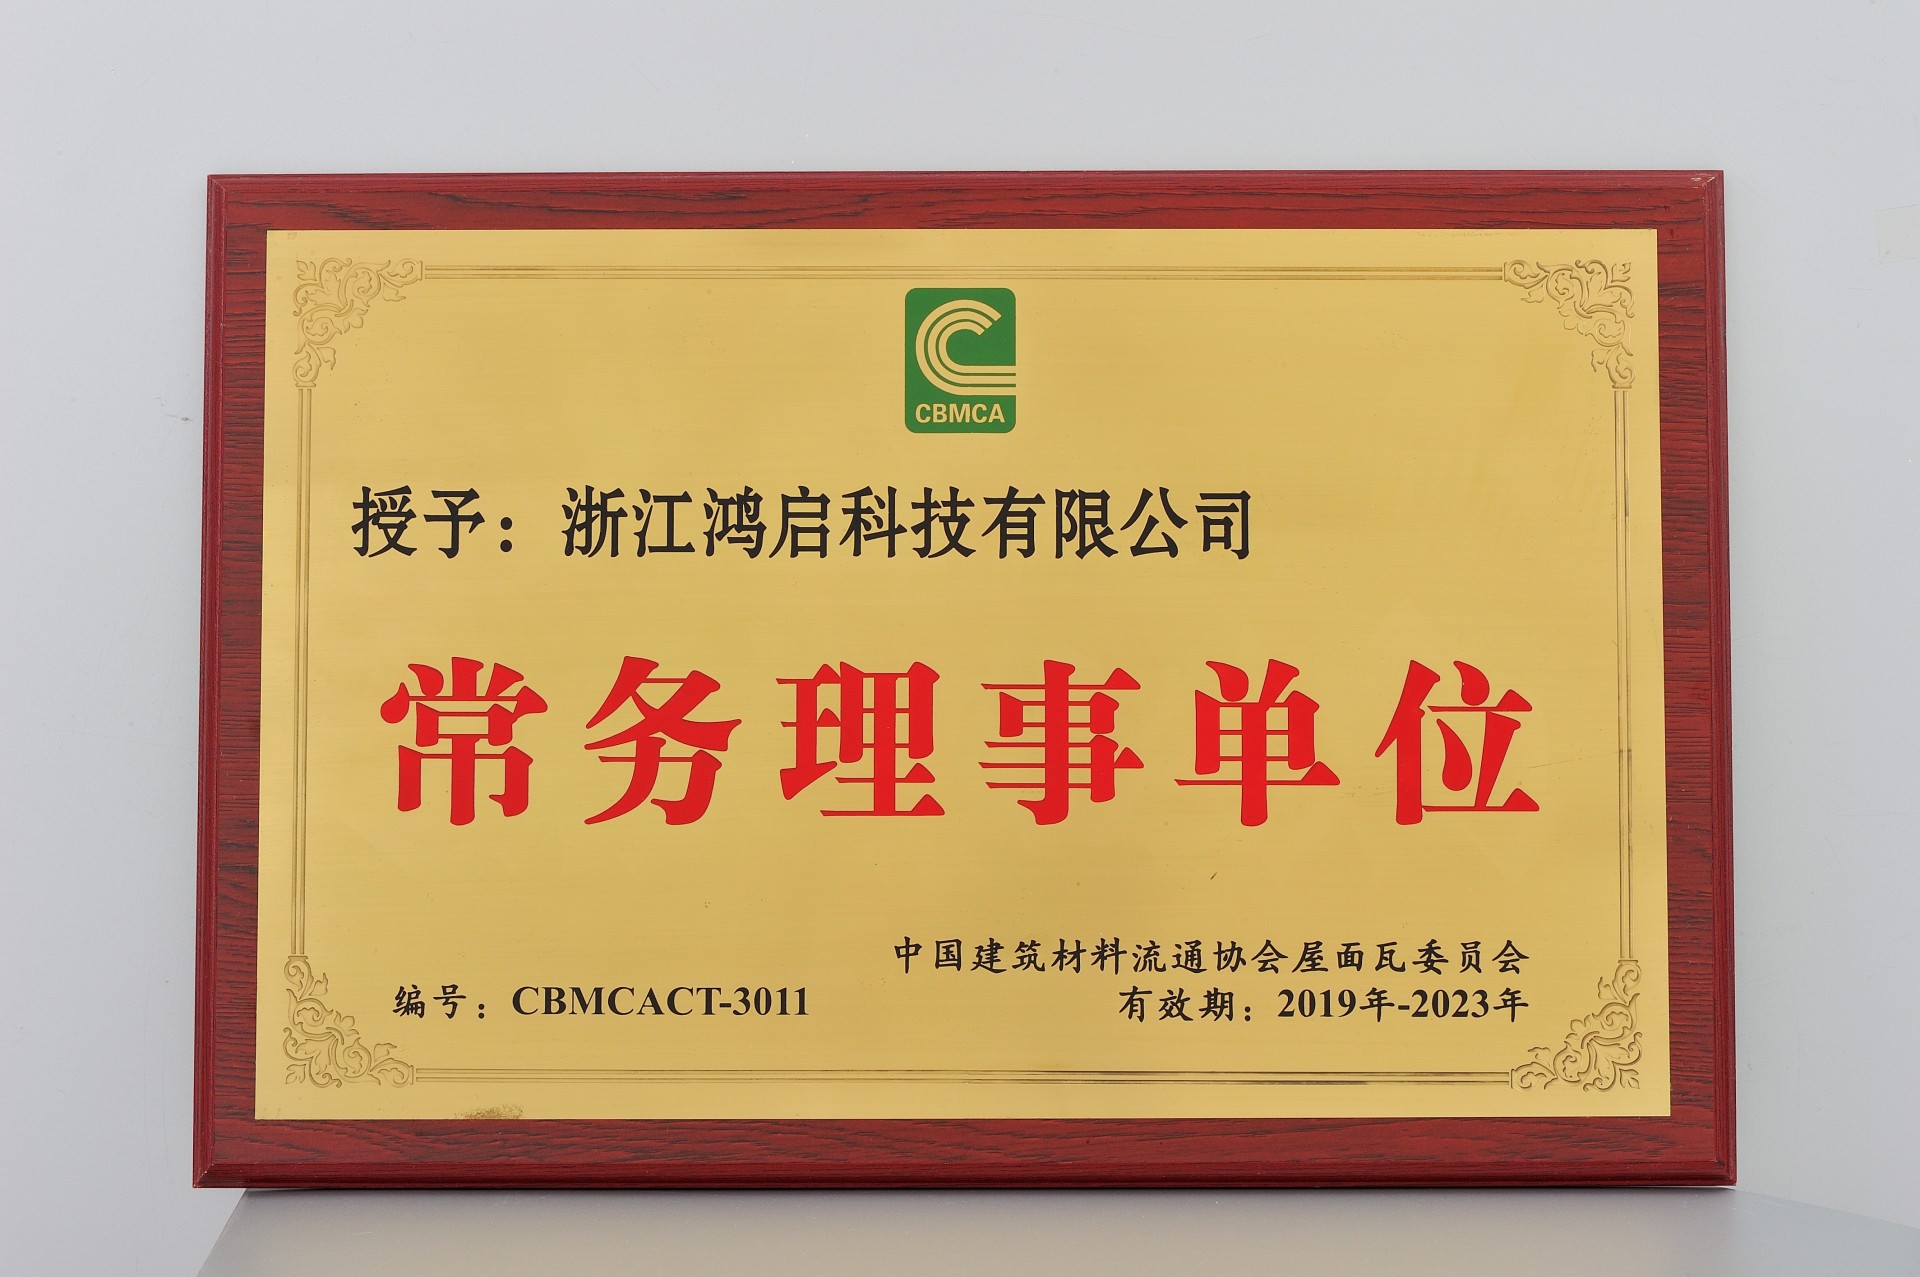 CBMCA
授予：浙江鸿启科技有限公司
常务理事单位
中国建筑材料流通协会屋面瓦委员会
编号：CBMCACT-3011
有效期：2019年-2023年